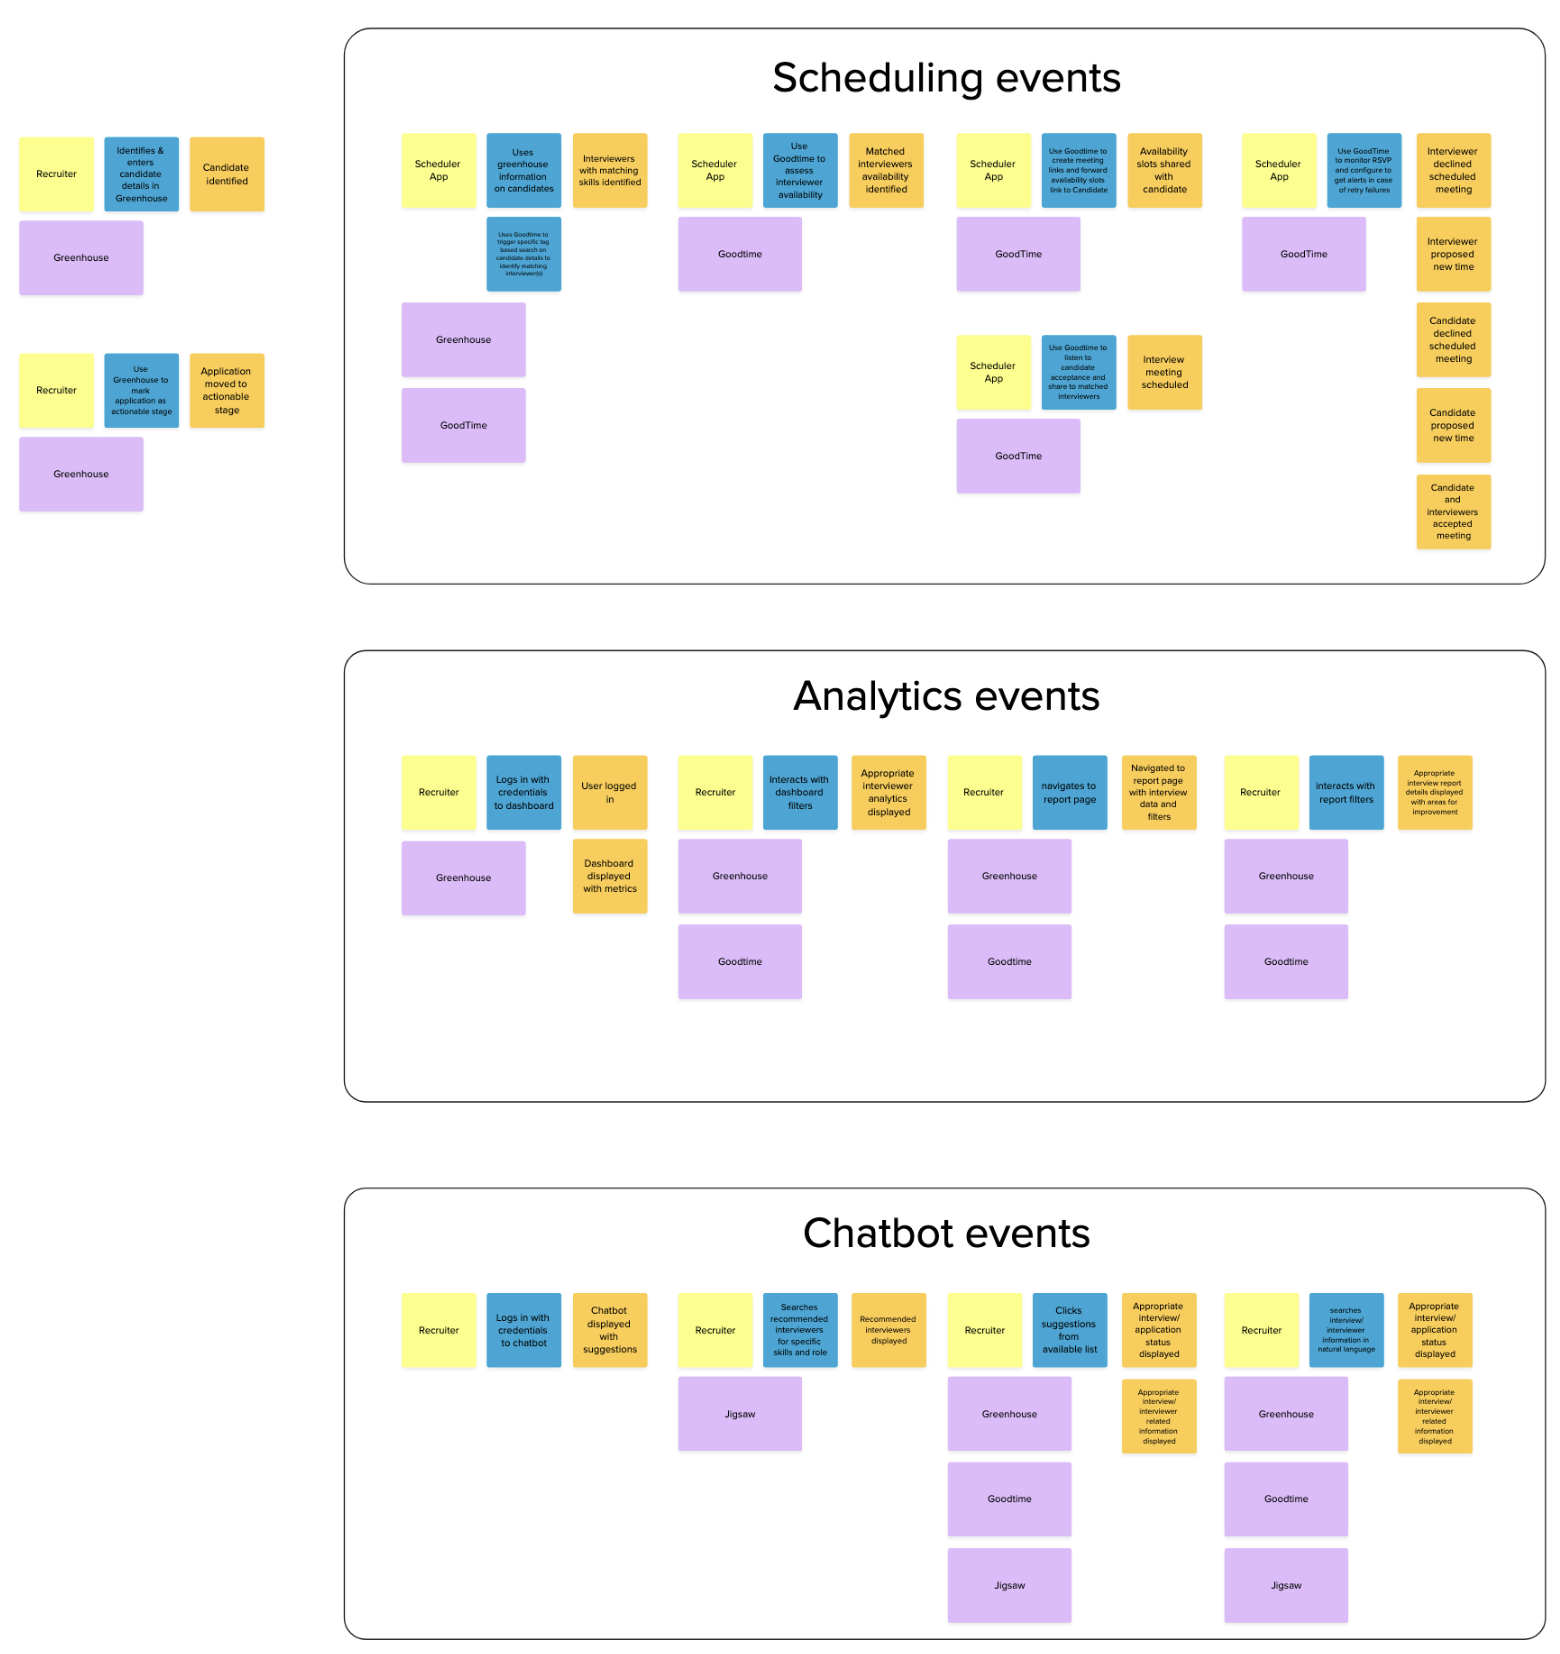 Scheduling events
Recruiter
Identifies &
enters
candidate
details in
Greenhouse
Candidate
identified
Greenhouse
Recruiter
Use
Greenhouse to
mark
application as
actionable stage
Application
moved to
actionable
stage
Greenhouse
Scheduler
App
Uses
greenhouse
information
on candidates
Interviewers
with matching
skills identified
Uses Goodtime to
trigger specific tag
based search on
candidate details to
identify matching
interviewer(s)
Greenhouse
GoodTime
Scheduler
App
Use
Goodtime to
assess
interviewer
availability
Matched
interviewers
availability
identified
Goodtime
Scheduler
App
Use Goodtime to
create meeting
links and forward
availability slots
link to Candidate
Availability
slots shared
with
candidate
GoodTime
Scheduler
App
Use Goodtime to
listen to
candidate
acceptance and
share to matched
interviewers
Interview
meeting
scheduled
GoodTime
Scheduler
App
Use GoodTime
to monitor RSVP
and configure to
get alerts in case
of retry failures
Interviewer
declined
scheduled
meeting
GoodTime
Interviewer
proposed
new time
Candidate
declined
scheduled
meeting
Candidate
proposed
new time
Candidate
and
interviewers
accepted
meeting
Analytics events
Recruiter
Logs in with
credentials
to dashboard
User logged
in
Greenhouse
Dashboard
displayed
with metrics
Recruiter
Interacts with
dashboard
filters
Appropriate
interviewer
analytics
displayed
Greenhouse
Goodtime
Recruiter
navigates to
report page
Navigated to
report page
with interview
data and
filters
Greenhouse
Goodtime
Recruiter
interacts with
report filters
Appropriate
interview report
details displayed
with areas for
improvement
Greenhouse
Goodtime
Chatbot events
Recruiter
Logs in with
credentials
to chatbot
Chatbot
displayed
with
suggestions
Recruiter
Searches
recommended
interviewers
for specific
skills and role
Recommended
interviewers
displayed
Jigsaw
Recruiter
Clicks
suggestions
from
available list
Appropriate
interview/
application
status
displayed
Greenhouse
Appropriate
interview/
interviewer
related
information
displayed
Goodtime
Jigsaw
Recruiter
searches
interview/
interviewer
information in
natural language
Appropriate
interview/
application
status
displayed
Greenhouse
Appropriate
interview/
interviewer
related
information
displayed
Goodtime
Jigsaw